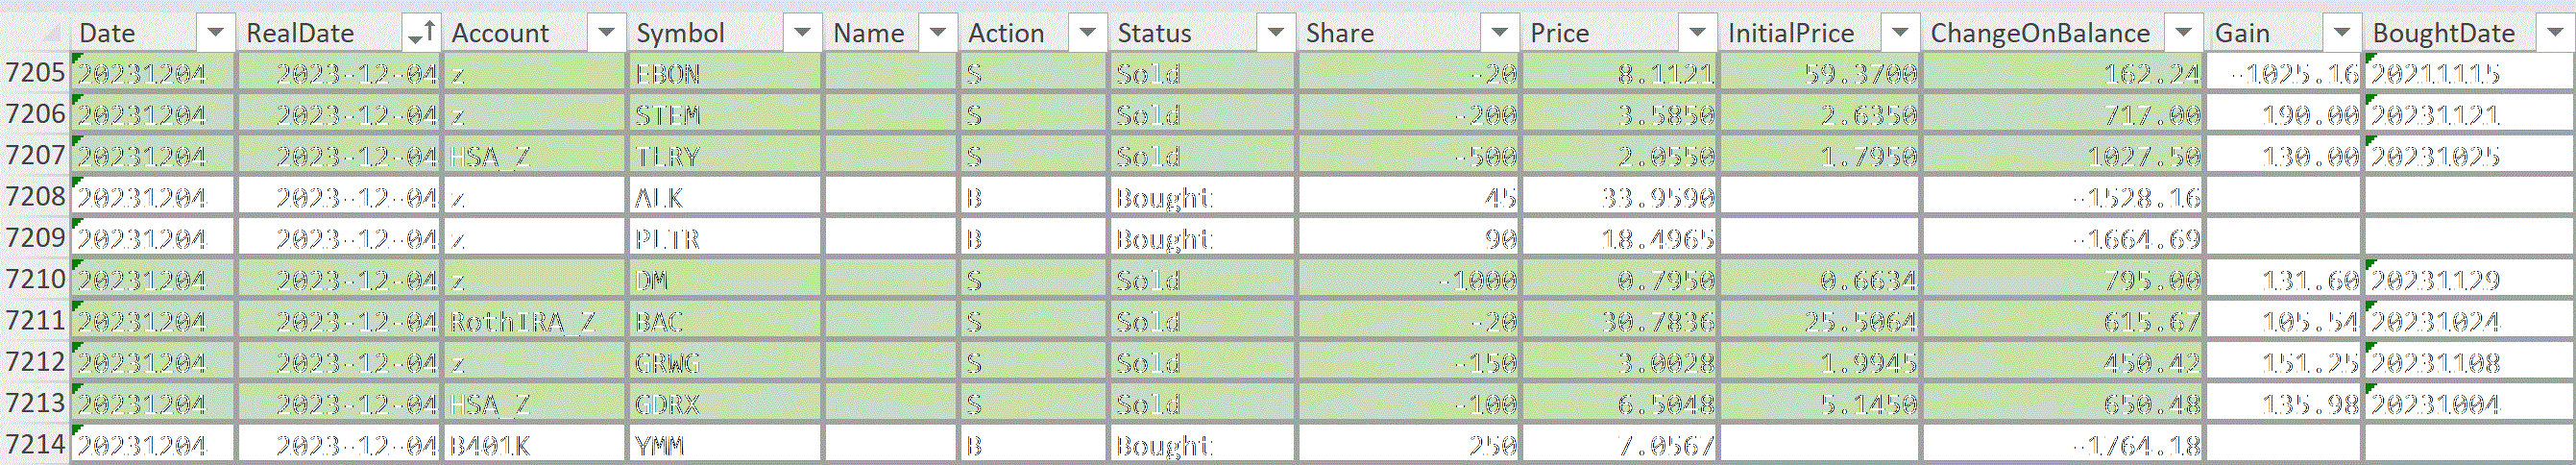 Date RealDate Account Symbol Name Action Status Share Price InitialPrice ChangeOnBalance Gain BoughtDate
7205 20231204 2023-12-04 z EBON S Sold -20 8.1121 59.3700 162.24 -1025.16 20211115
7206 20231204 2023-12-04 z STEM S Sold -200 3.5850 2.6350 717.00 190.00 20231121
7207 20231204 2023-12-04 HSA_Z TLRY S Sold -500 2.0550 1.7950 1027.50 130.00 20231025
7208 20231204 2023-12-04 z ALK B Bought 45 33.9590 -1528.16
7209 20231204 2023-12-04 z PLTR B Bought 90 18.4965 -1664.69
7210 20231204 2023-12-04 z DM S Sold -1000 0.7950 0.6634 795.00 131.60 20231129
7211 20231204 2023-12-04 RothIRA_Z BAC S Sold -20 30.7836 25.5064 615.67 105.54 20231024
7212 20231204 2023-12-04 z GRWG S Sold -150 3.0028 1.9945 450.42 151.25 20231108
7213 20231204 2023-12-04 HSA_Z GDRX S Sold -100 6.5048 5.1450 650.48 135.98 20231004
7214 20231204 2023-12-04 B401K YMM B Bought 250 7.0567 -1764.18